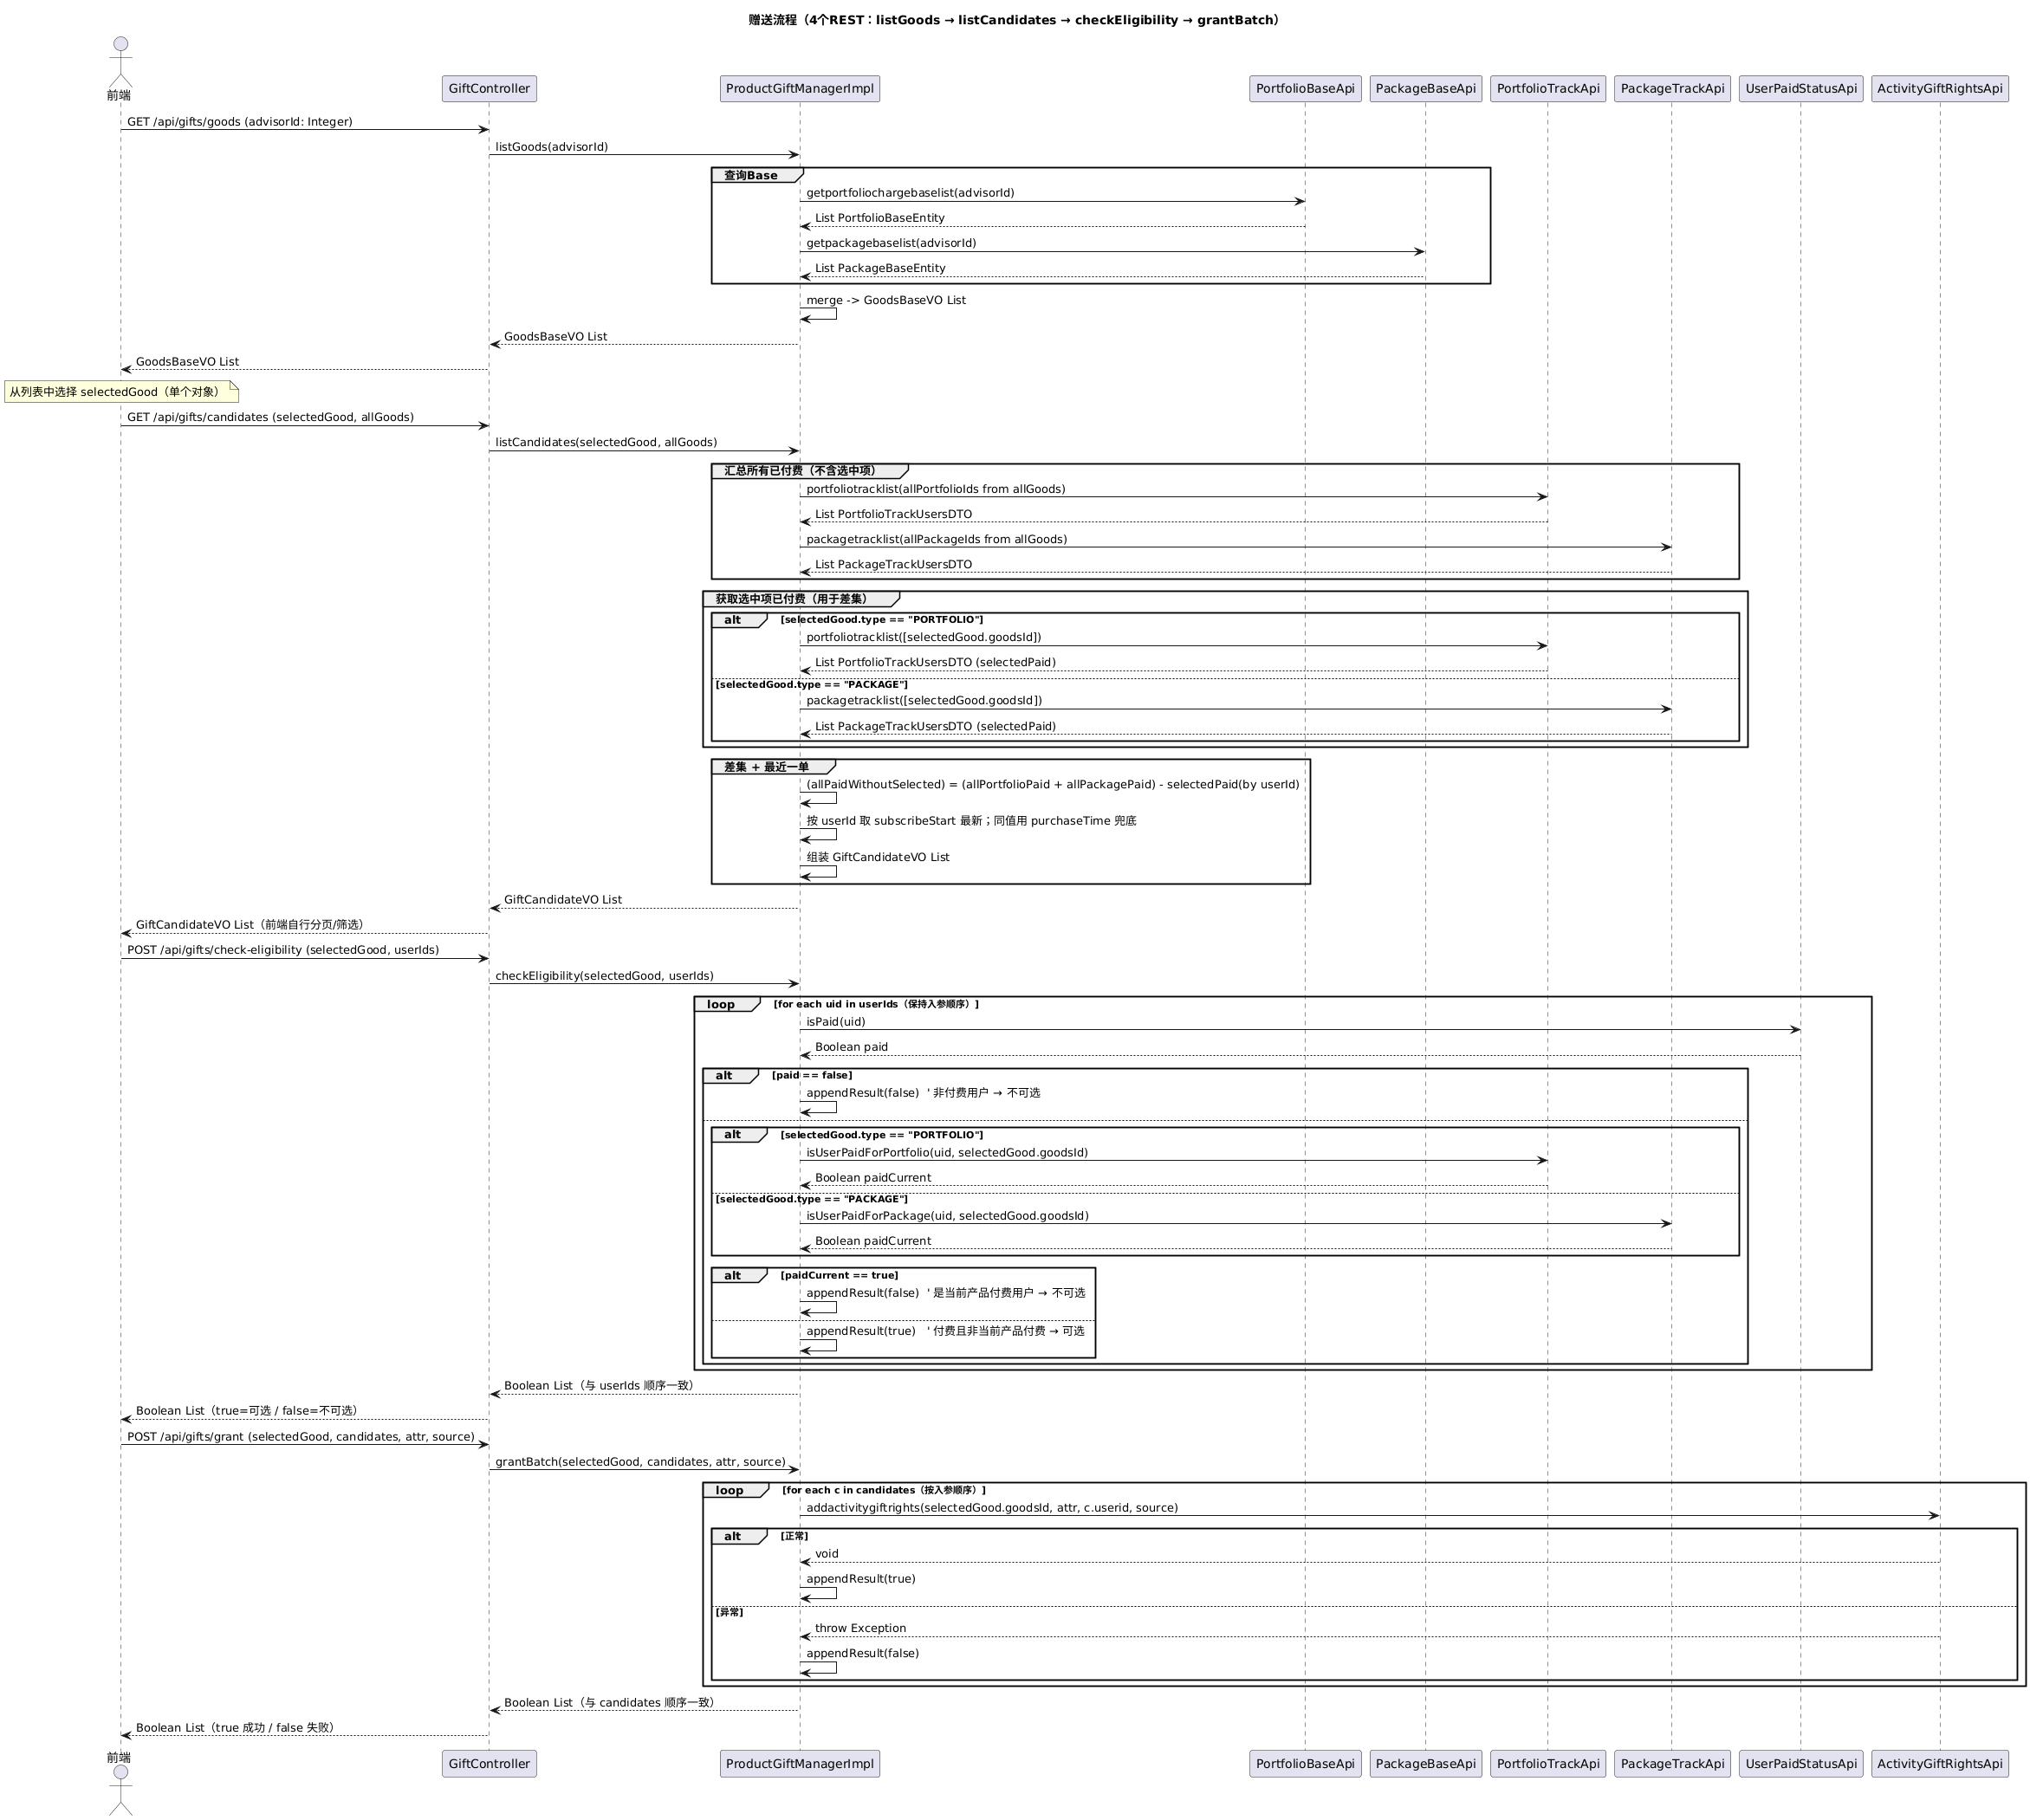 赠送流程（4个REST：listGoods → listCandidates → checkEligibility → grantBatch）
前端
GiftController
ProductGiftManagerImpl
PortfolioBaseApi
PackageBaseApi
PortfolioTrackApi
PackageTrackApi
UserPaidStatusApi
ActivityGiftRightsApi
GET /api/gifts/goods (advisorId: Integer)
listGoods(advisorId)
查询Base
getportfoliochargebaselist(advisorId)
List PortfolioBaseEntity
getpackagebaselist(advisorId)
List PackageBaseEntity
merge -> GoodsBaseVO List
GoodsBaseVO List
GoodsBaseVO List
从列表中选择 selectedGood（单个对象）
GET /api/gifts/candidates (selectedGood, allGoods)
listCandidates(selectedGood, allGoods)
汇总所有已付费（不含选中项）
portfoliotracklist(allPortfolioIds from allGoods)
List PortfolioTrackUsersDTO
packagetracklist(allPackageIds from allGoods)
List PackageTrackUsersDTO
获取选中项已付费（用于差集）
alt [selectedGood.type == "PORTFOLIO"]
portfoliotracklist([selectedGood.goodsId])
List PortfolioTrackUsersDTO (selectedPaid)
[selectedGood.type == "PACKAGE"]
packagetracklist([selectedGood.goodsId])
List PackageTrackUsersDTO (selectedPaid)
差集 + 最近一单
(allPaidWithoutSelected) = (allPortfolioPaid + allPackagePaid) - selectedPaid(by userId)
按 userId 取 subscribeStart 最新；同值用 purchaseTime 兜底
组装 GiftCandidateVO List
GiftCandidateVO List
GiftCandidateVO List（前端自行分页/筛选）
POST /api/gifts/check-eligibility (selectedGood, userIds)
checkEligibility(selectedGood, userIds)
loop [for each uid in userIds（保持入参顺序）]
isPaid(uid)
Boolean paid
alt [paid == false]
appendResult(false)  ' 非付费用户 → 不可选
alt [selectedGood.type == "PORTFOLIO"]
isUserPaidForPortfolio(uid, selectedGood.goodsId)
Boolean paidCurrent
[selectedGood.type == "PACKAGE"]
isUserPaidForPackage(uid, selectedGood.goodsId)
Boolean paidCurrent
alt [paidCurrent == true]
appendResult(false)  ' 是当前产品付费用户 → 不可选
appendResult(true)   ' 付费且非当前产品付费 → 可选
Boolean List（与 userIds 顺序一致）
Boolean List（true=可选 / false=不可选）
POST /api/gifts/grant (selectedGood, candidates, attr, source)
grantBatch(selectedGood, candidates, attr, source)
loop [for each c in candidates（按入参顺序）]
addactivitygiftrights(selectedGood.goodsId, attr, c.userid, source)
alt [正常]
void
appendResult(true)
[异常]
throw Exception
appendResult(false)
Boolean List（与 candidates 顺序一致）
Boolean List（true 成功 / false 失败）
前端
GiftController
ProductGiftManagerImpl
PortfolioBaseApi
PackageBaseApi
PortfolioTrackApi
PackageTrackApi
UserPaidStatusApi
ActivityGiftRightsApi